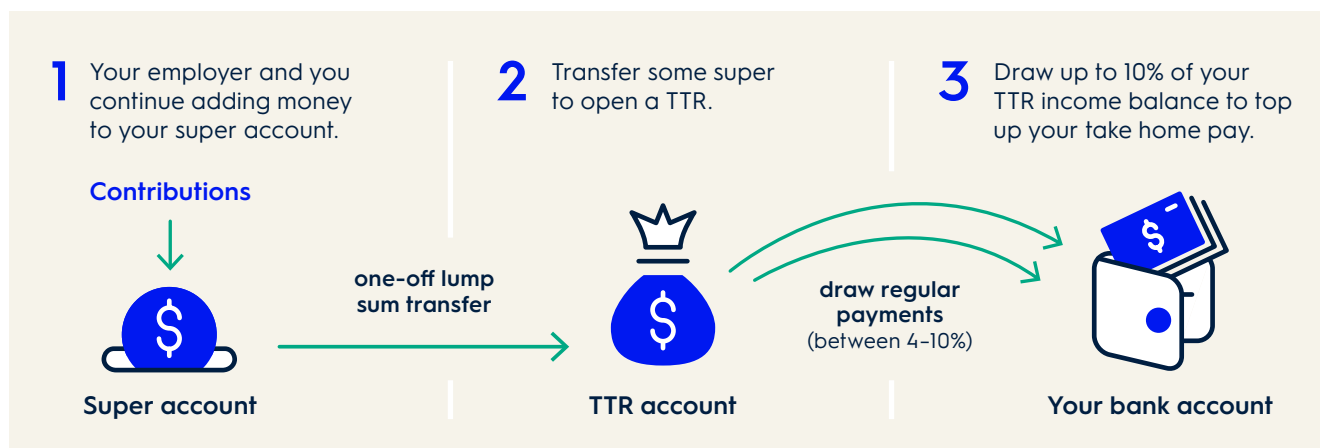 1
Your employer and you
continue adding money
to your super account.
Contributions
$
Super account
one-off lump
sum transfer
2
Transfer some super
to open a TTR.
$
TTR account
draw regular
payments
(between 4–10%)
3
Draw up to 10% of your
TTR income balance to top
up your take home pay.
$
Your bank account